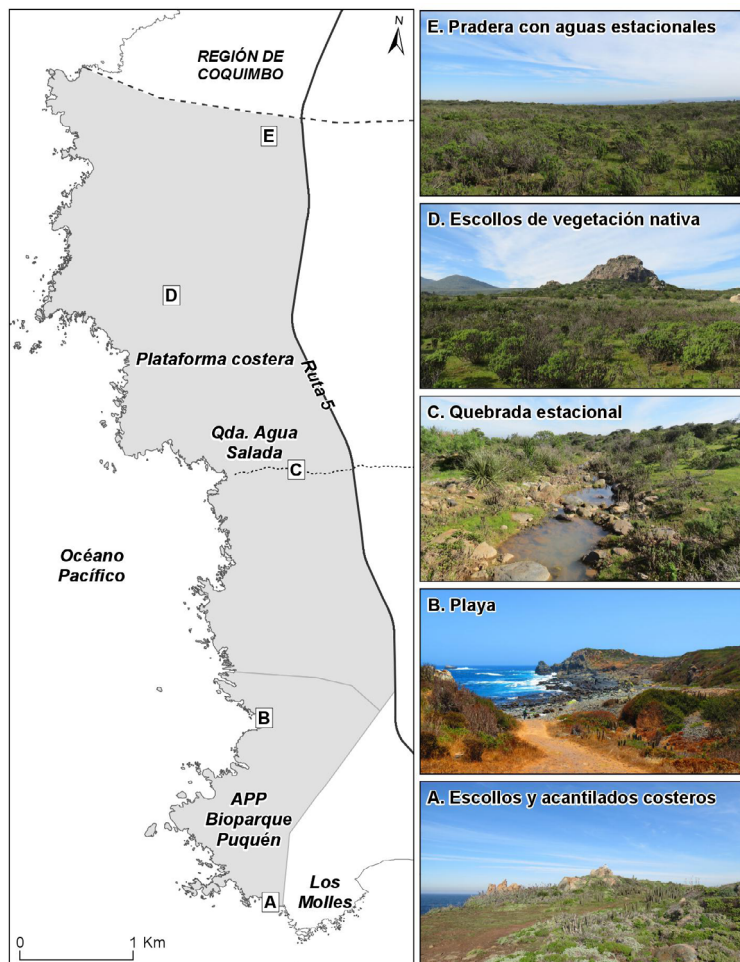 N
REGIÓN DE
COQUIMBO
E
D
Plataforma costera
Ruta 5
Qda. Agua
Salada
C
Océano
Pacífico
B
APP
Bioparque
Puquén
Los
Molles
A
0
1 Km
E. Pradera con aguas estacionales
D. Escollos de vegetación nativa
C. Quebrada estacional
B. Playa
A. Escollos y acantilados costeros